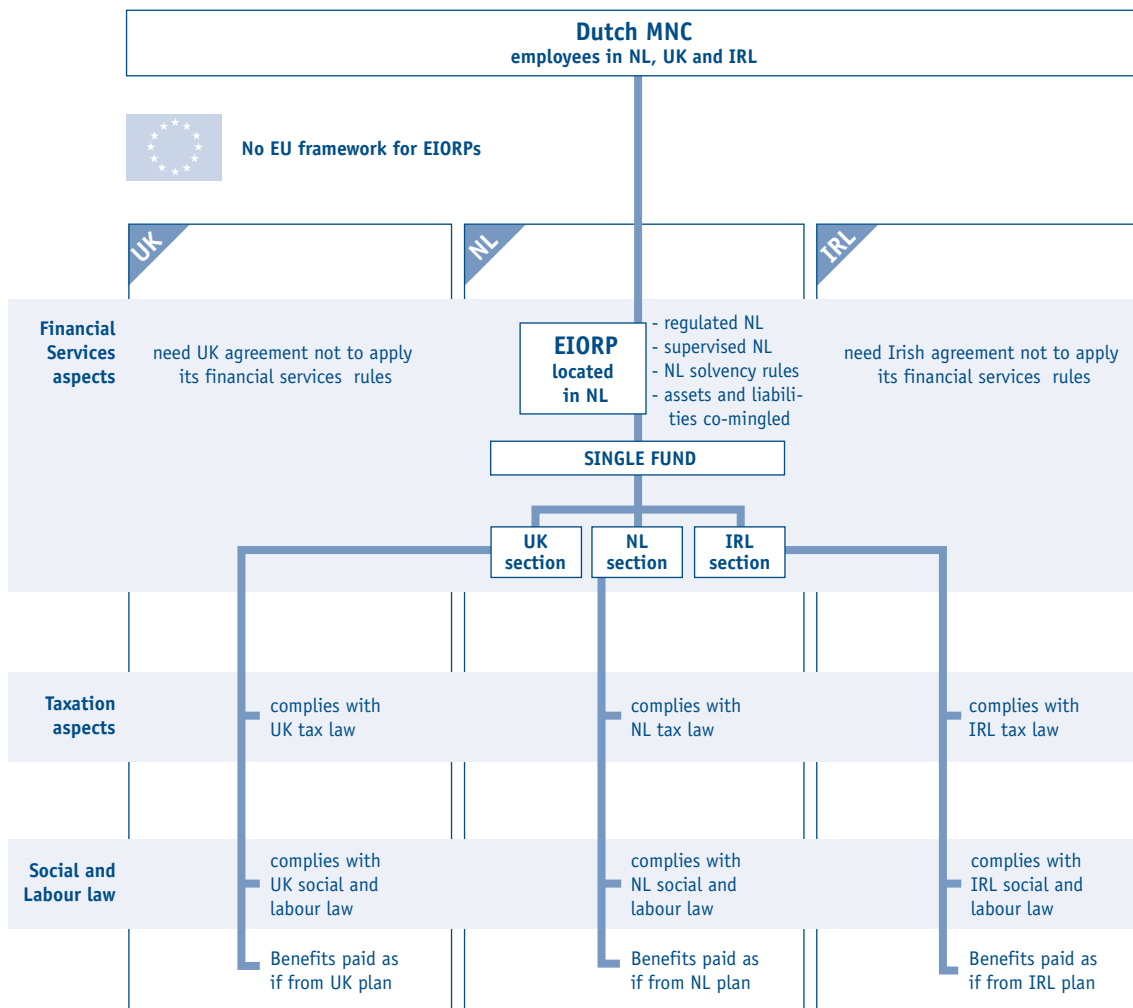 Dutch MNC
employees in NL, UK and IRL
No EU framework for EIORPs
UK
NL
IRL
Financial
Services
aspects
need UK agreement not to apply
its financial services rules
EIORP
located
in NL
- regulated NL
- supervised NL
- NL solvency rules
- assets and liabili-
ties co-mingled
need Irish agreement not to apply
its financial services rules
SINGLE FUND
UK
section
NL
section
IRL
section
Taxation
aspects
complies with
UK tax law
complies with
NL tax law
complies with
IRL tax law
Social and
Labour law
complies with
UK social and
labour law
complies with
NL social and
labour law
complies with
IRL social and
labour law
Benefits paid as
if from UK plan
Benefits paid as
if from NL plan
Benefits paid as
if from IRL plan